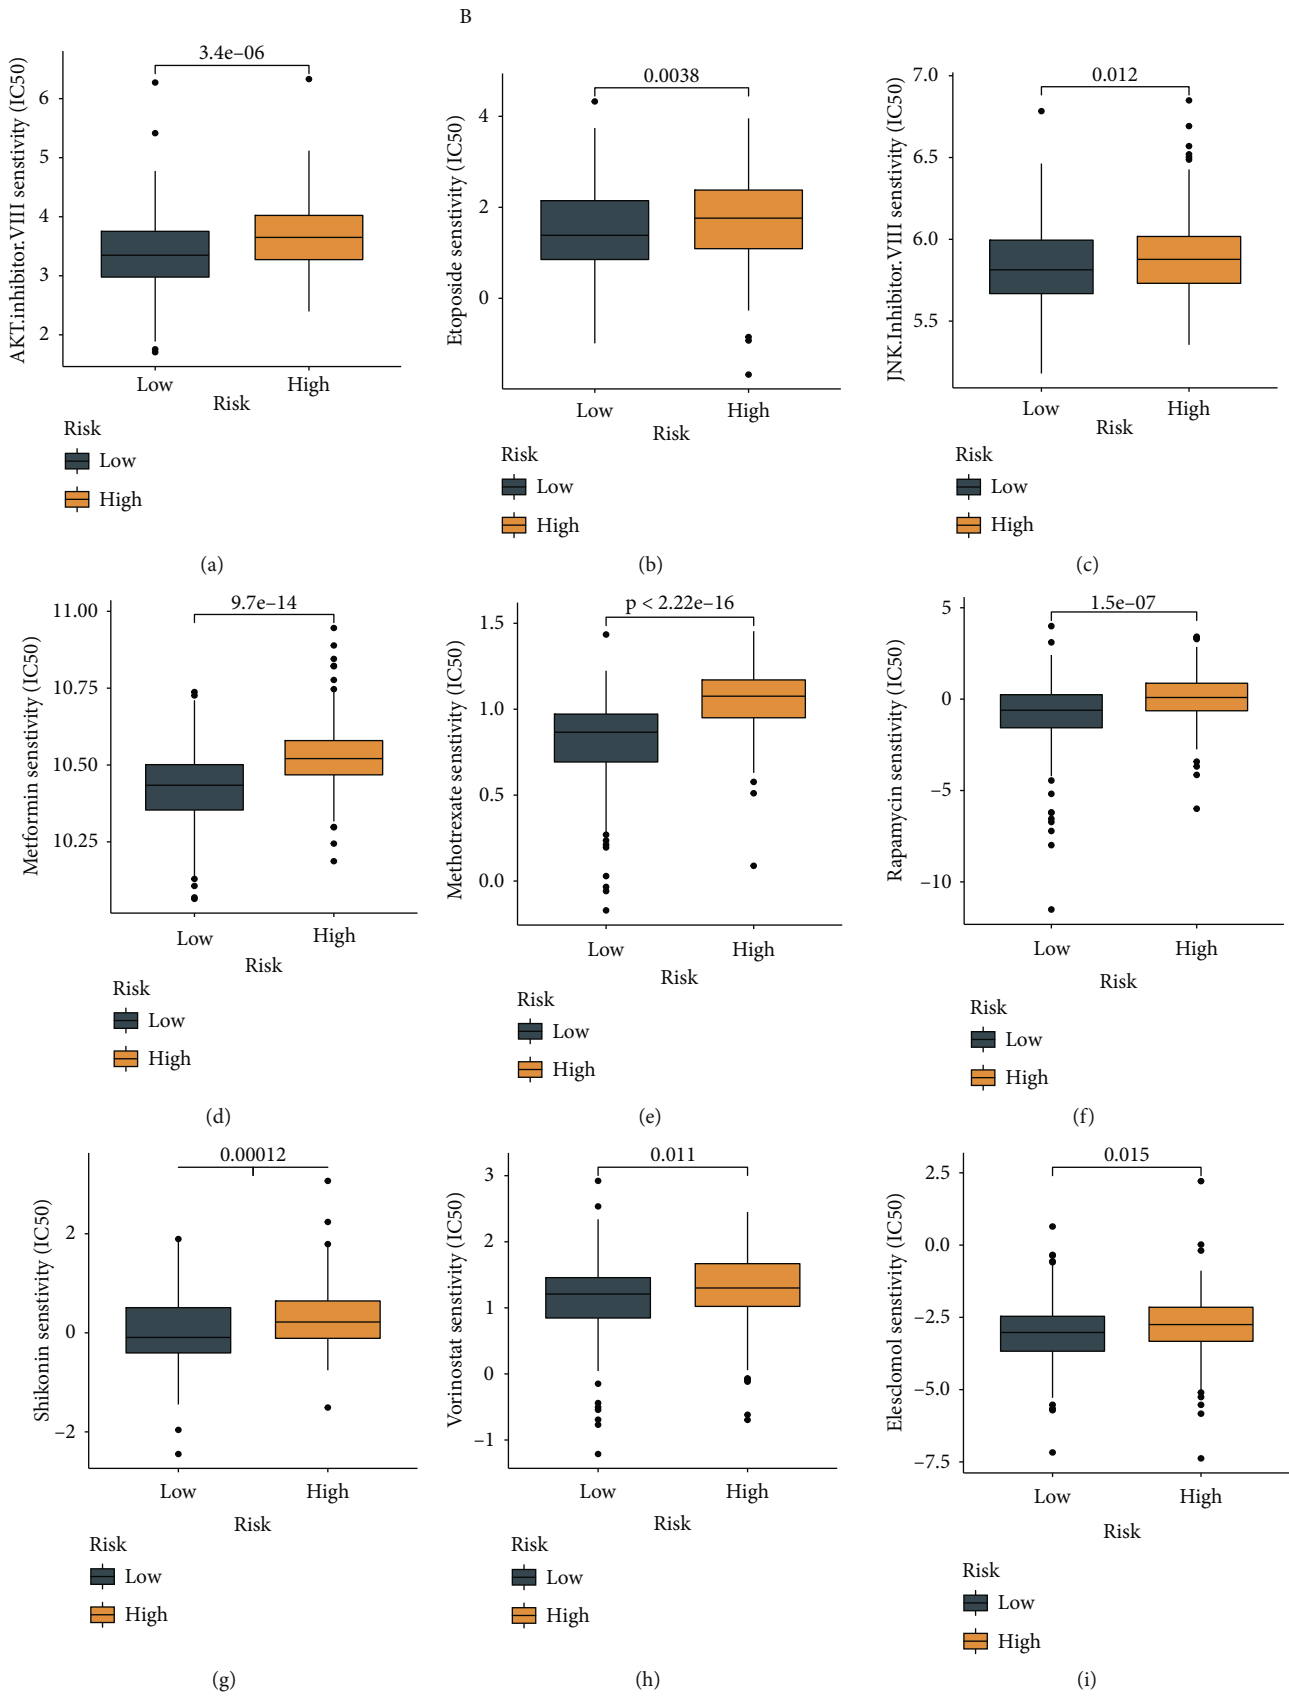 B
3.4e–06
AKT.inhibitor.VIII senstivity (IC50)
6
5
4
3
2
Low
High
Risk
Risk
Low
High
(a)
0.0038
Etoposide senstivity (IC50)
4
2
0
Low
High
Risk
Risk
Low
High
(b)
0.012
JNK.Inhibitor.VIII senstivity (IC50)
7.0
6.5
6.0
5.5
Low
High
Risk
Risk
Low
High
(c)
9.7e–14
Metformin senstivity (IC50)
11.00
10.75
10.50
10.25
Low
High
Risk
Risk
Low
High
(d)
p < 2.22e–16
Methotrexate senstivity (IC50)
1.5
1.0
0.5
0.0
Low
High
Risk
Risk
Low
High
(e)
1.5e–07
Rapamycin senstivity (IC50)
5
0
–5
–10
Low
High
Risk
Risk
Low
High
(f)
0.00012
Shikonin senstivity (IC50)
2
0
–2
Low
High
Risk
Risk
Low
High
(g)
0.011
Vorinostat senstivity (IC50)
3
2
1
0
–1
Low
High
Risk
Risk
Low
High
(h)
0.015
Elesclomol senstivity (IC50)
2.5
0.0
–2.5
–5.0
–7.5
Low
High
Risk
Risk
Low
High
(i)